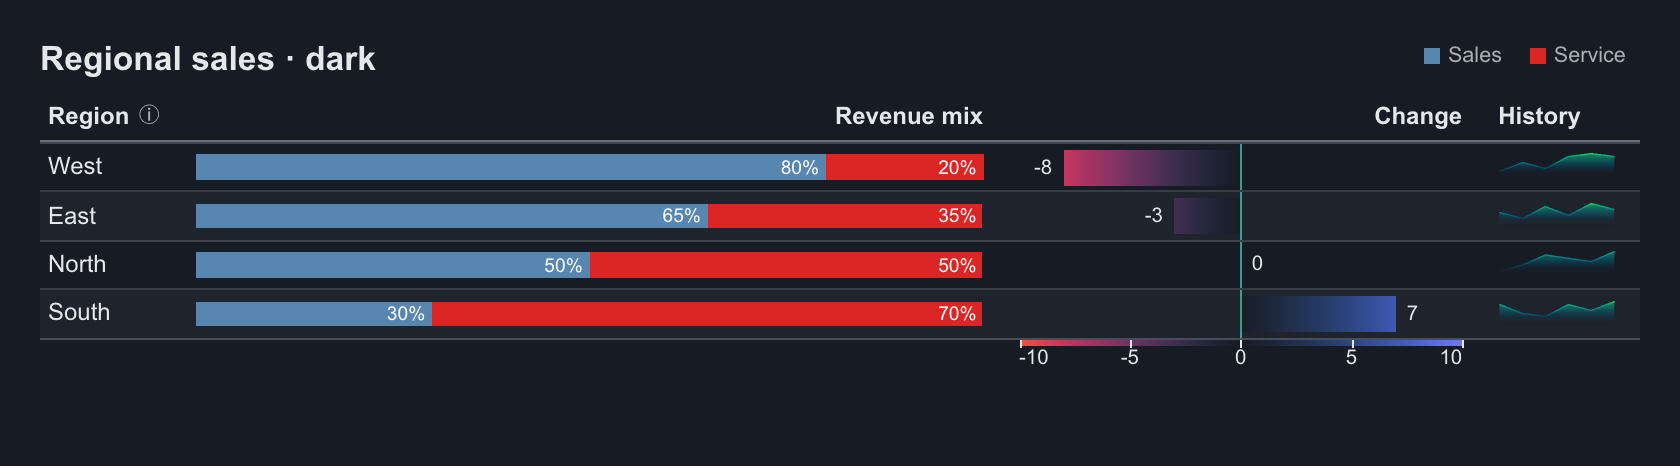 Regional sales · dark
Sales Service
Region ⓘ Revenue mix Change History
West 80% 20% -8
East 65% 35% -3
North 50% 50% 0
South 30% 70% 7
-10 -5 0 5 10